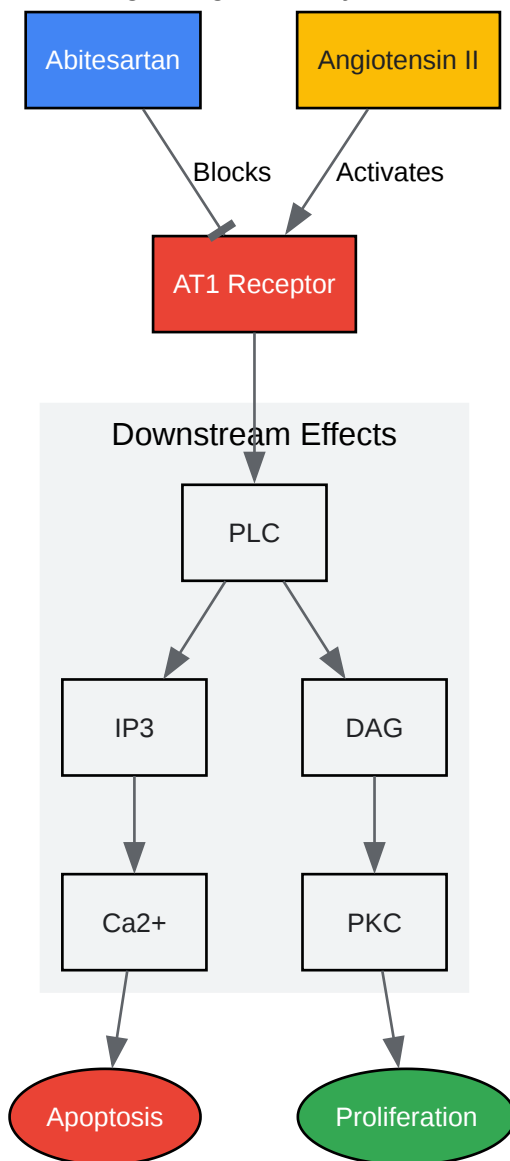 Abitesartan
Angiotensin II
Blocks
Activates
AT1 Receptor
Downstream Effects
PLC
IP3
DAG
Ca2+
PKC
Apoptosis
Proliferation